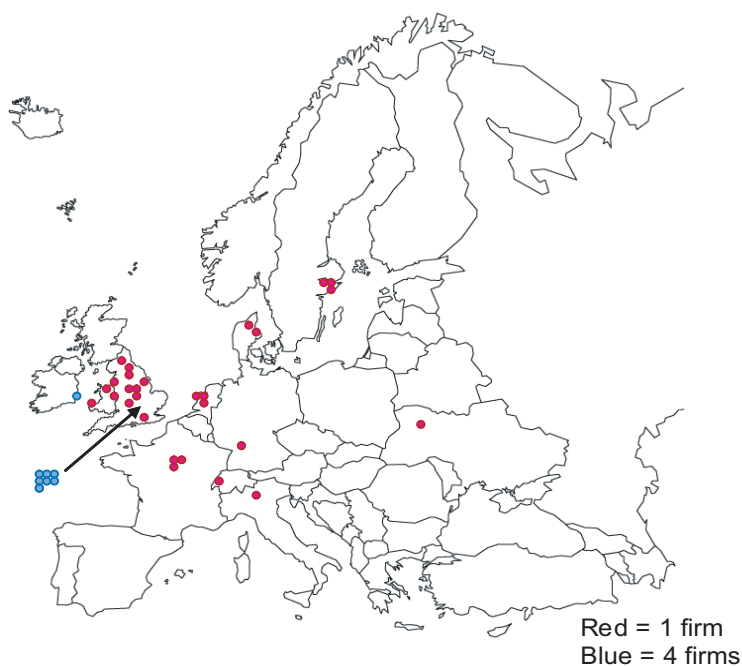 Red = 1 firm
Blue = 4 firms